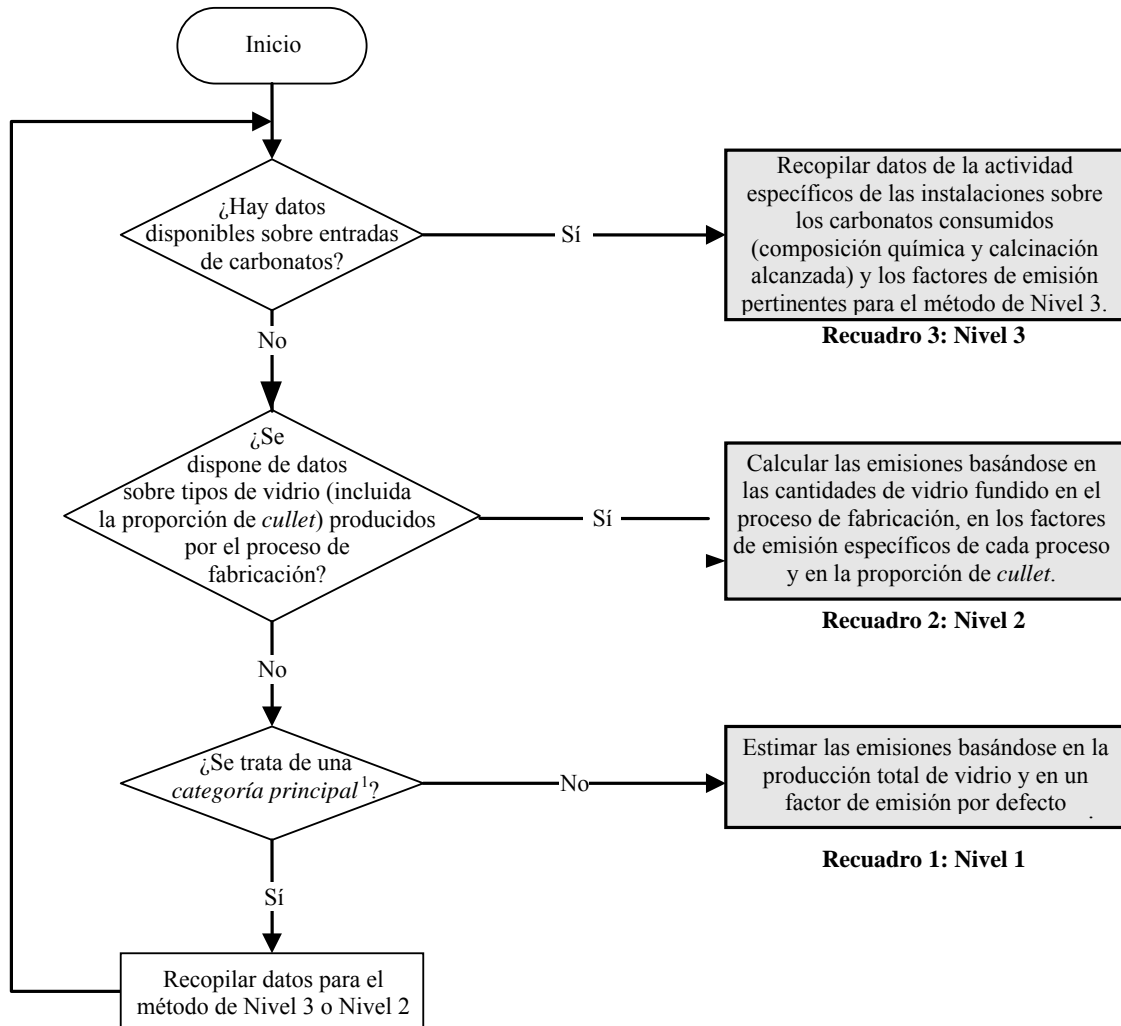 Inicio
¿Hay datos
disponibles sobre entradas
de carbonatos?
Sí
Recopilar datos de la actividad
específicos de las instalaciones sobre
los carbonatos consumidos
(composición química y calcinación
alcanzada) y los factores de emisión
pertinentes para el método de Nivel 3.
Recuadro 3: Nivel 3
No
¿Se
dispone de datos
sobre tipos de vidrio (incluida
la proporción de cullet) producidos
por el proceso de
fabricación?
Sí
Calcular las emisiones basándose en
las cantidades de vidrio fundido en el
proceso de fabricación, en los factores
de emisión específicos de cada proceso
y en la proporción de cullet.
Recuadro 2: Nivel 2
No
¿Se trata de una
categoría principal¹?
No
Estimar las emisiones basándose en la
producción total de vidrio y en un
factor de emisión por defecto.
Recuadro 1: Nivel 1
Sí
Recopilar datos para el
método de Nivel 3 o Nivel 2